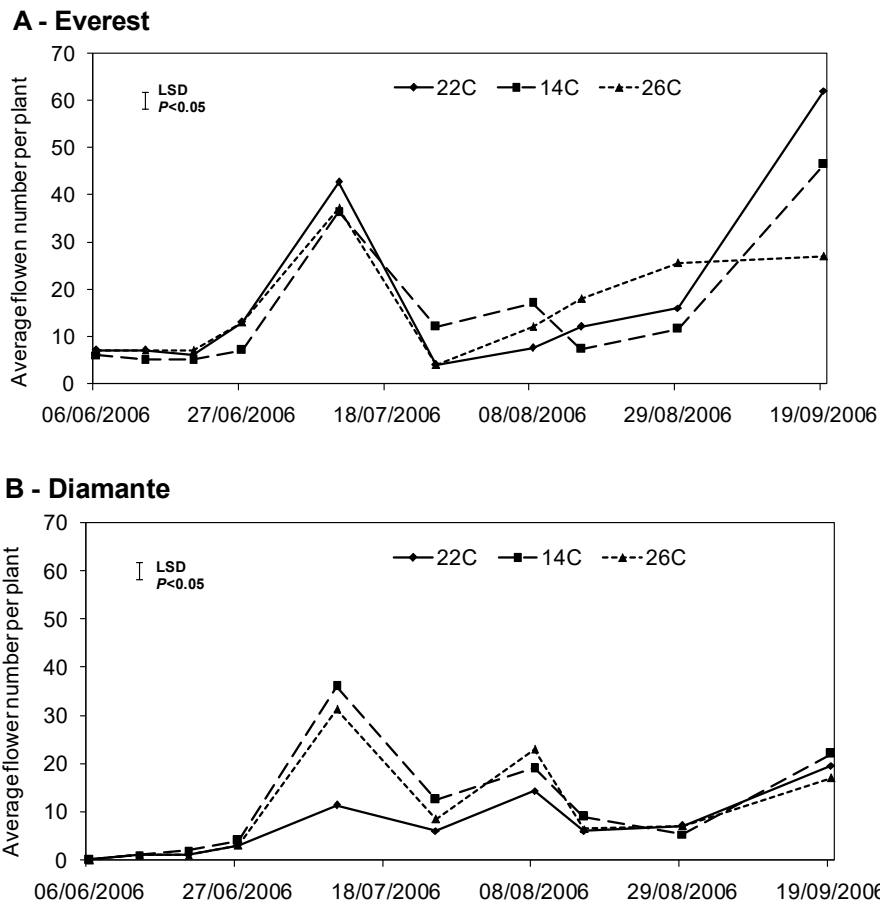 A - Everest
70
60
50
40
30
20
10
0
Average flowen number per plant
LSD
P<0.05
22C 14C 26C
06/06/2006 27/06/2006 18/07/2006 08/08/2006 29/08/2006 19/09/2006
B - Diamante
70
60
50
40
30
20
10
0
Average flower number per plant
LSD
P<0.05
22C 14C 26C
06/06/2006 27/06/2006 18/07/2006 08/08/2006 29/08/2006 19/09/2006